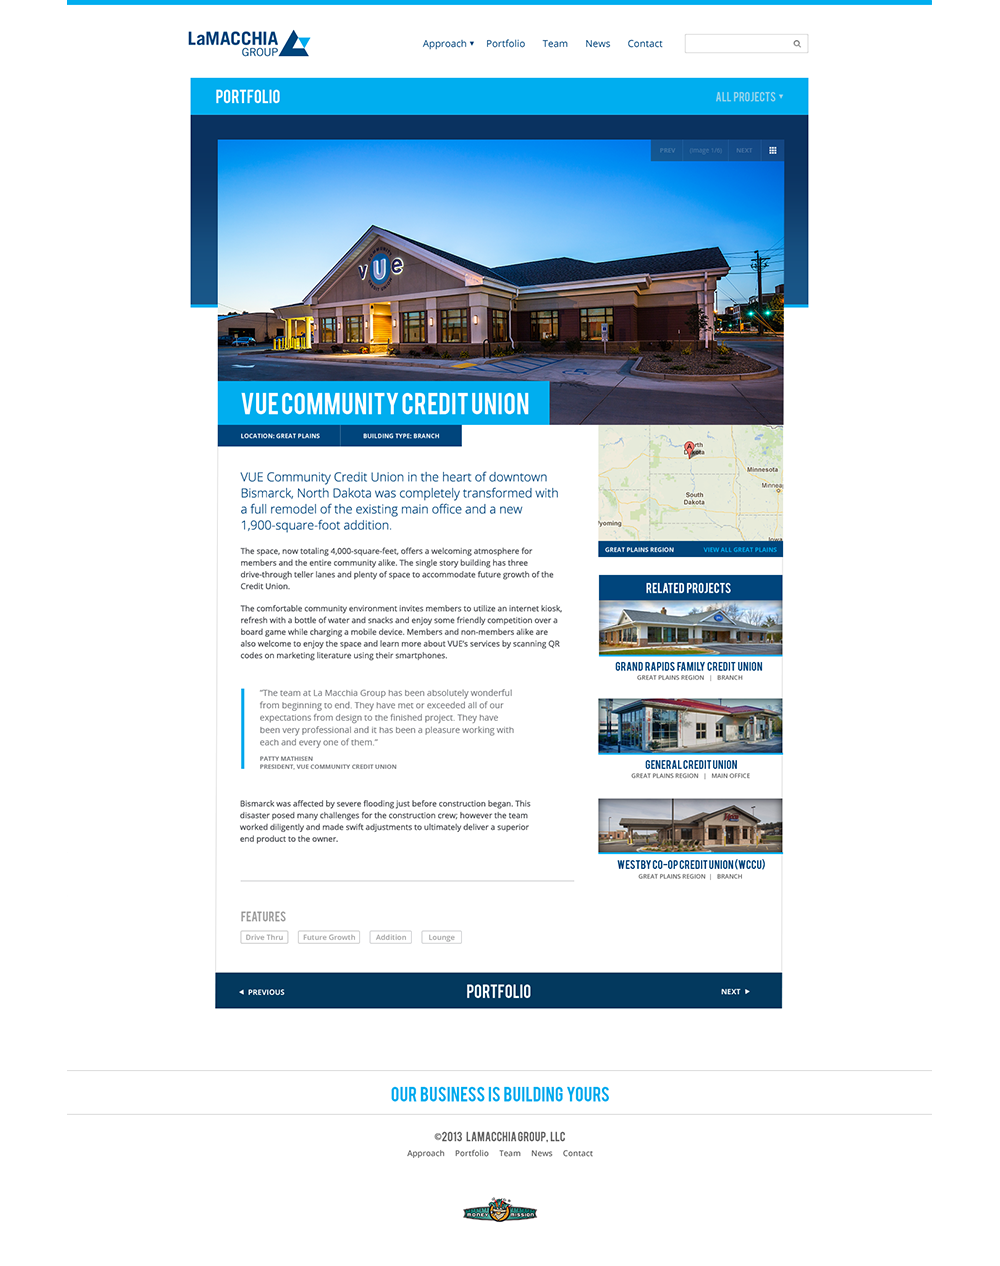 LaMACCHIA
GROUP
Approach ▾ Portfolio Team News Contact
PORTFOLIO
ALL PROJECTS ▾
PREV (image 1/9) NEXT
COMMUNITY
vUe
CREDIT UNION
VUE COMMUNITY CREDIT UNION
LOCATION: GREAT PLAINS
BUILDING TYPE: BRANCH
VUE Community Credit Union in the heart of downtown
Bismarck, North Dakota was completely transformed with
a full remodel of the existing main office and a new
1,900-square-foot addition.
The space, now totaling 4,000-square-feet, offers a welcoming atmosphere for
members and the entire community alike. The single story building has three
drive-through teller lanes and plenty of space to accommodate future growth of the
Credit Union.
The comfortable community environment invites members to utilize an internet kiosk,
refresh with a bottle of water and snacks and enjoy some friendly competition over a
board game while charging a mobile device. Members and non-members alike are
also welcome to enjoy the space and learn more about VUE's services by scanning QR
codes on marketing literature using their smartphones.
“The team at La Macchia Group has been absolutely wonderful
from beginning to end. They have met or exceeded all of our
expectations from design to the finished project. They have
been very professional and it has been a pleasure working with
each and every one of them.”
PATTY MATHISEN
PRESIDENT, VUE COMMUNITY CREDIT UNION
Bismarck was affected by severe flooding just before construction began. This
disaster posed many challenges for the construction crew; however the team
worked diligently and made swift adjustments to ultimately deliver a superior
end product to the owner.
FEATURES
Drive Thru
Future Growth
Addition
Lounge
A
rth
Dakota
Minnesota
Minnea
South
Dakota
yoming
Iowa
GREAT PLAINS REGION
VIEW ALL GREAT PLAINS
RELATED PROJECTS
GRAND RAPIDS FAMILY CREDIT UNION
GREAT PLAINS REGION | BRANCH
GENERAL CREDIT UNION
GREAT PLAINS REGION | MAIN OFFICE
WESTBY CO-OP CREDIT UNION (WCCU)
GREAT PLAINS REGION | BRANCH
◂ PREVIOUS
PORTFOLIO
NEXT ▸
OUR BUSINESS IS BUILDING YOURS
©2013 LAMACCHIA GROUP, LLC
Approach Portfolio Team News Contact
MONEY MISSION